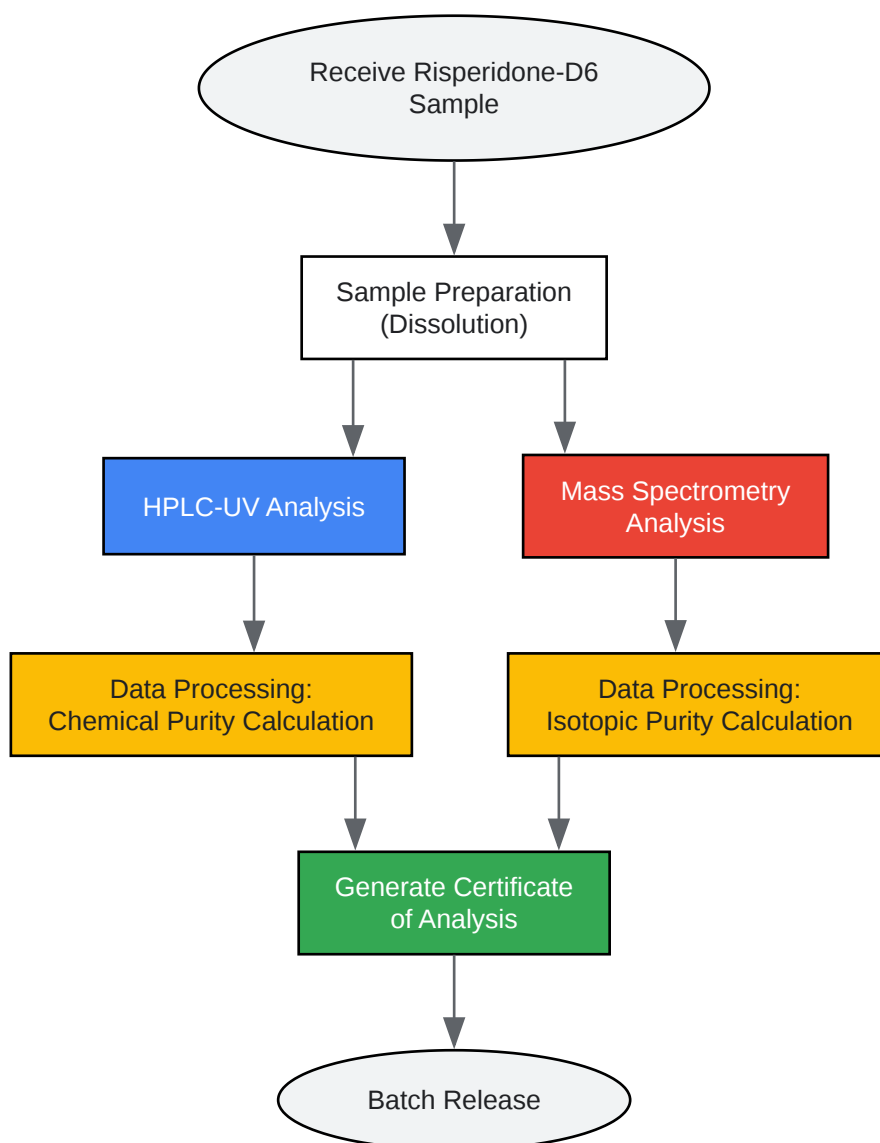 Receive Risperidone-D6
Sample
Sample Preparation
(Dissolution)
HPLC-UV Analysis
Mass Spectrometry
Analysis
Data Processing:
Chemical Purity Calculation
Data Processing:
Isotopic Purity Calculation
Generate Certificate
of Analysis
Batch Release